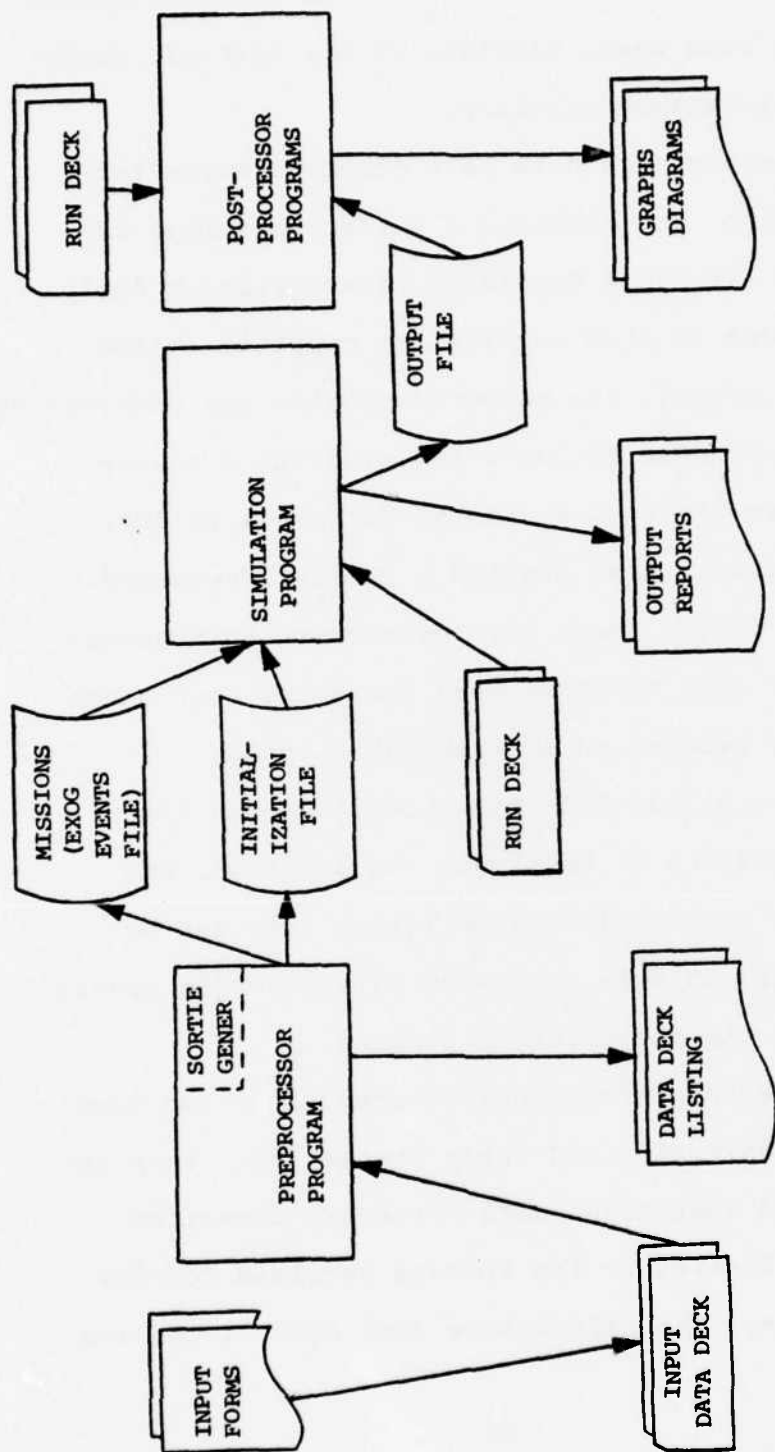 INPUT
FORMS
INPUT
DATA DECK
SORTIE
GENER
PREPROCESSOR
PROGRAM
DATA DECK
LISTING
MISSIONS
(EXOG
EVENTS
FILE)
INITIAL-
IZATION
FILE
RUN DECK
SIMULATION
PROGRAM
OUTPUT
REPORTS
OUTPUT
FILE
RUN DECK
POST-
PROCESSOR
PROGRAMS
GRAPHS
DIAGRAMS